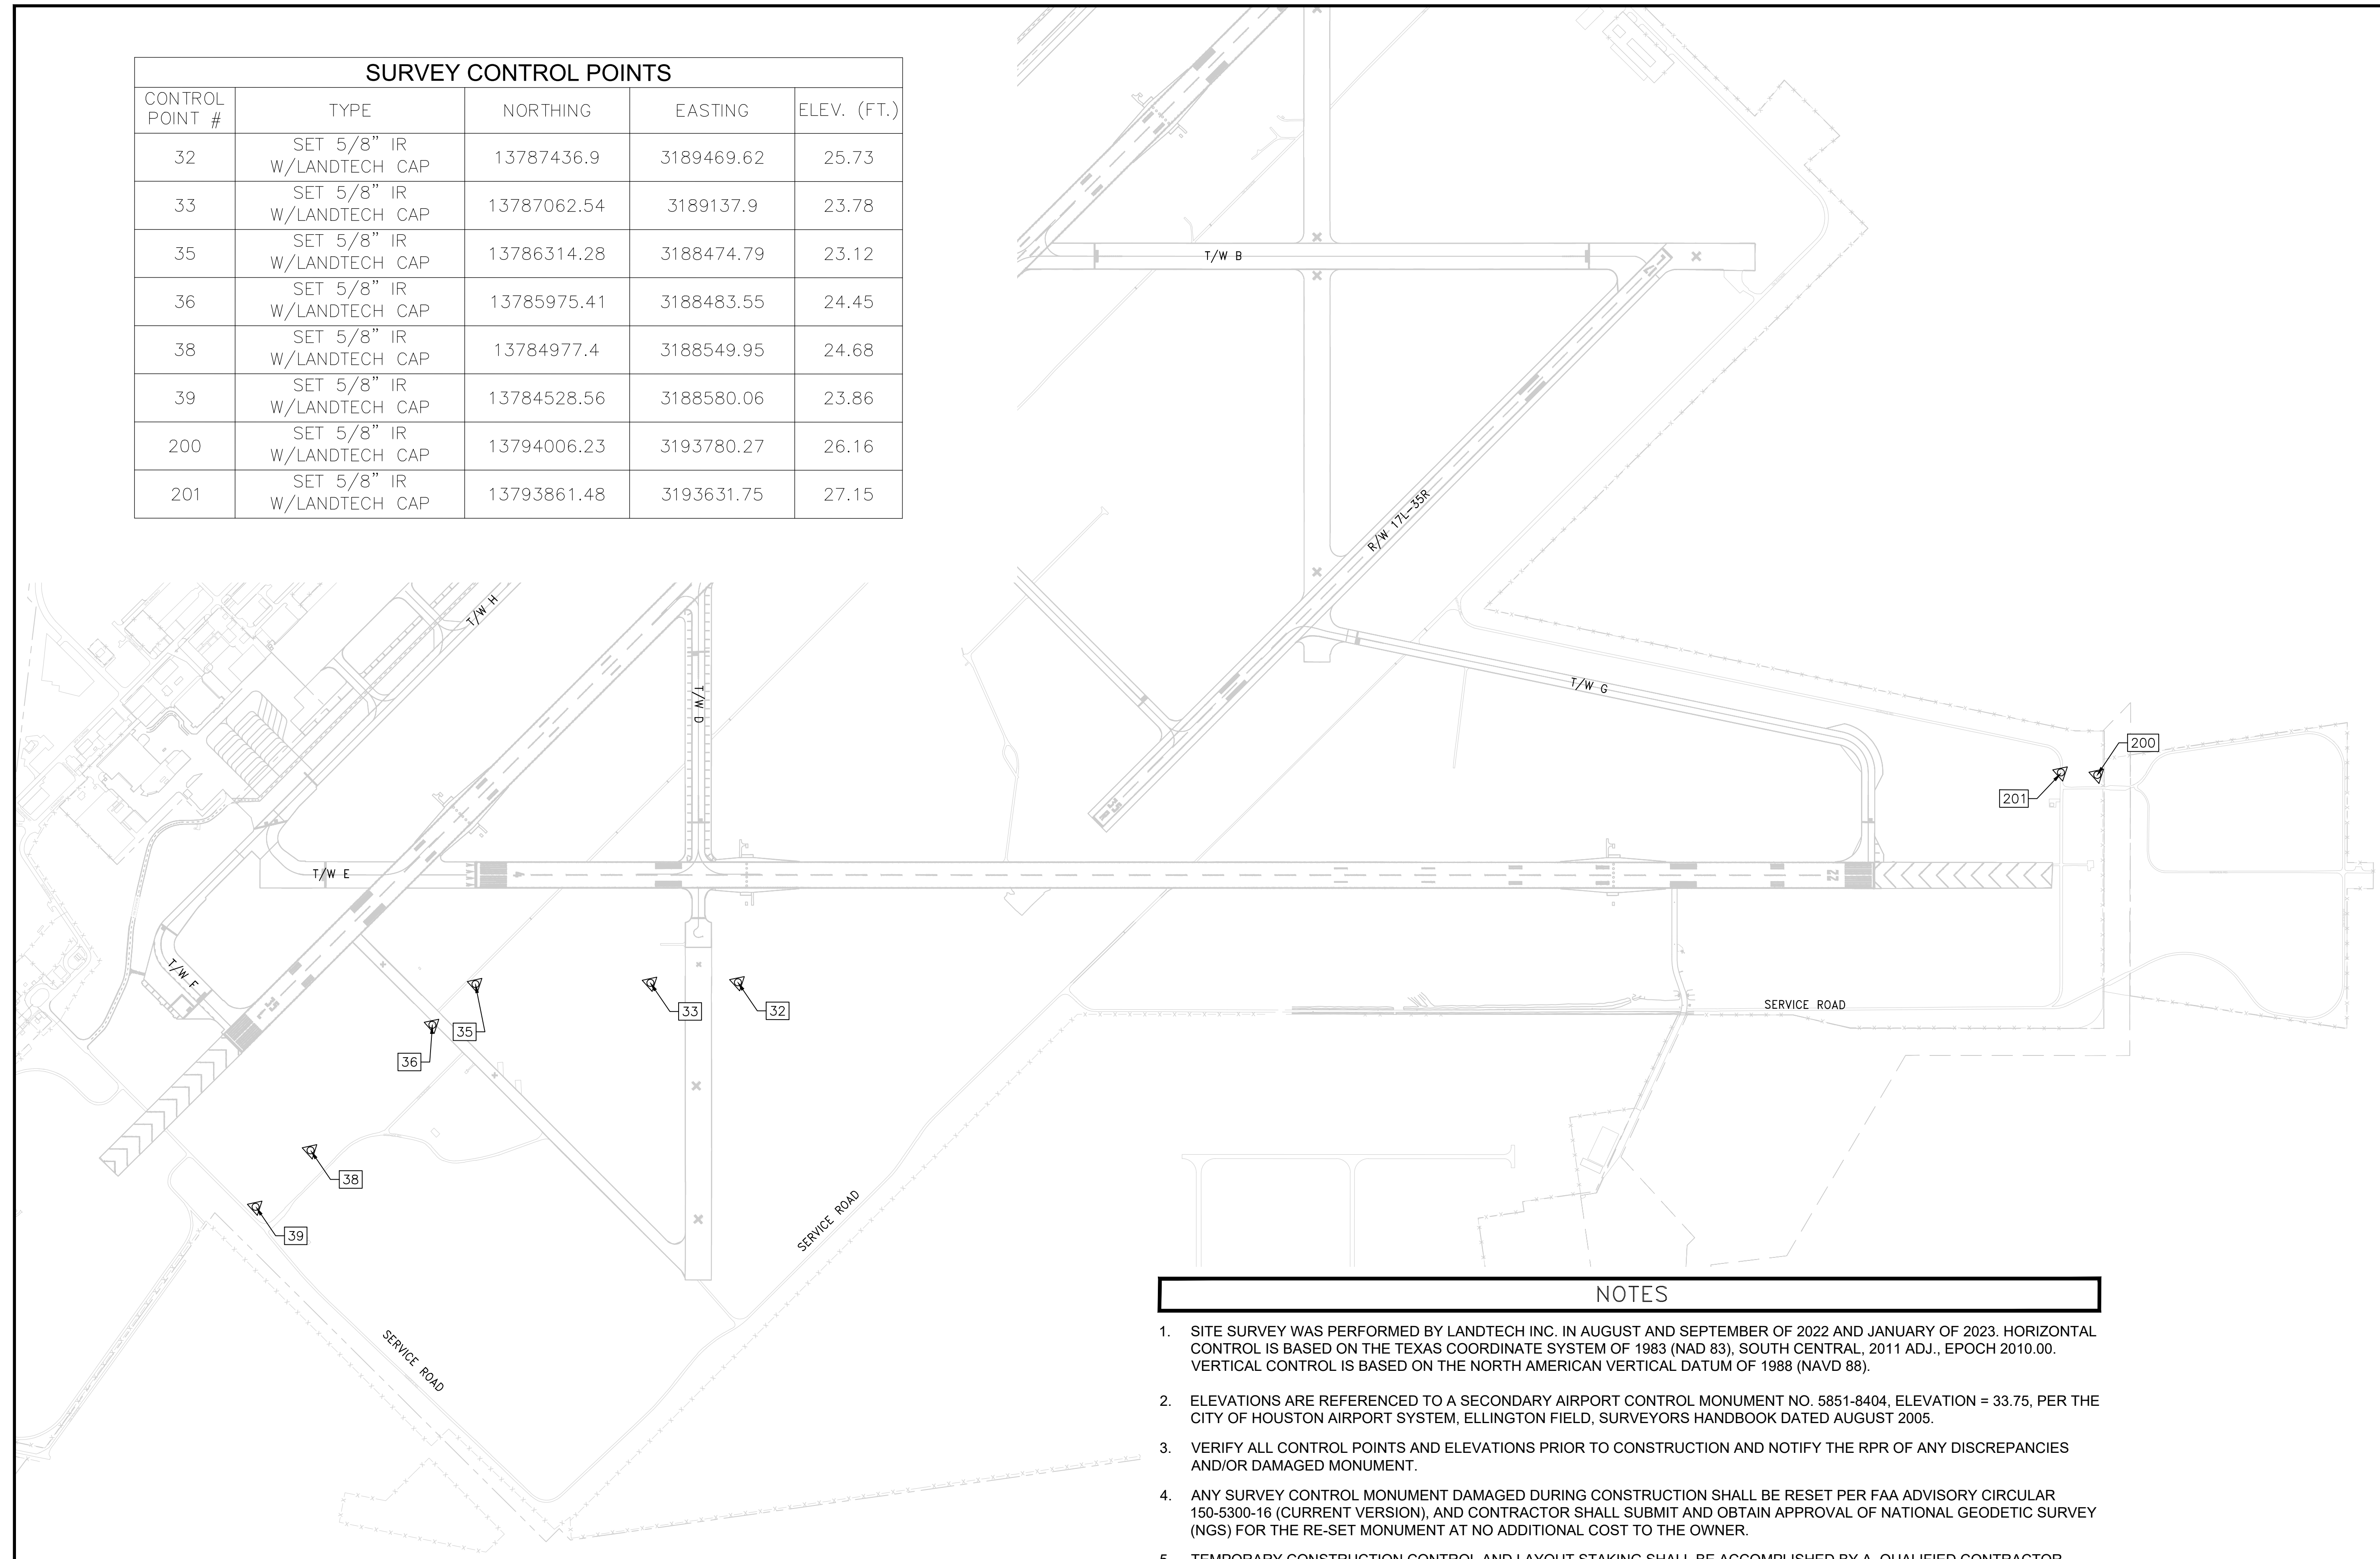 SURVEY CONTROL POINTS
CONTROL POINT # TYPE NORTHING EASTING ELEV. (FT.)
32 SET 5/8” IR W/LANDTECH CAP 13787436.9 3189469.62 25.73
33 SET 5/8” IR W/LANDTECH CAP 13787062.54 3189137.9 23.78
35 SET 5/8” IR W/LANDTECH CAP 13786314.28 3188474.79 23.12
36 SET 5/8” IR W/LANDTECH CAP 13785975.41 3188483.55 24.45
38 SET 5/8” IR W/LANDTECH CAP 13784977.4 3188549.95 24.68
39 SET 5/8” IR W/LANDTECH CAP 13784528.56 3188580.06 23.86
200 SET 5/8” IR W/LANDTECH CAP 13794006.23 3193780.27 26.16
201 SET 5/8” IR W/LANDTECH CAP 13793861.48 3193631.75 27.15
T/W B
R/W 17L-35R
T/W H
T/W D
T/W G
200
201
T/W E
4
22
T/W F
33
32
35
36
38
39
SERVICE ROAD
SERVICE ROAD
SERVICE ROAD
NOTES
1. SITE SURVEY WAS PERFORMED BY LANDTECH INC. IN AUGUST AND SEPTEMBER OF 2022 AND JANUARY OF 2023. HORIZONTAL
CONTROL IS BASED ON THE TEXAS COORDINATE SYSTEM OF 1983 (NAD 83), SOUTH CENTRAL, 2011 ADJ., EPOCH 2010.00.
VERTICAL CONTROL IS BASED ON THE NORTH AMERICAN VERTICAL DATUM OF 1988 (NAVD 88).
2. ELEVATIONS ARE REFERENCED TO A SECONDARY AIRPORT CONTROL MONUMENT NO. 5851-8404, ELEVATION = 33.75, PER THE
CITY OF HOUSTON AIRPORT SYSTEM, ELLINGTON FIELD, SURVEYORS HANDBOOK DATED AUGUST 2005.
3. VERIFY ALL CONTROL POINTS AND ELEVATIONS PRIOR TO CONSTRUCTION AND NOTIFY THE RPR OF ANY DISCREPANCIES
AND/OR DAMAGED MONUMENT.
4. ANY SURVEY CONTROL MONUMENT DAMAGED DURING CONSTRUCTION SHALL BE RESET PER FAA ADVISORY CIRCULAR
150-5300-16 (CURRENT VERSION), AND CONTRACTOR SHALL SUBMIT AND OBTAIN APPROVAL OF NATIONAL GEODETIC SURVEY
(NGS) FOR THE RE-SET MONUMENT AT NO ADDITIONAL COST TO THE OWNER.
5. TEMPORARY CONSTRUCTION CONTROL AND LAYOUT STAKING SHALL BE ACCOMPLISHED BY A QUALIFIED CONTRACTOR